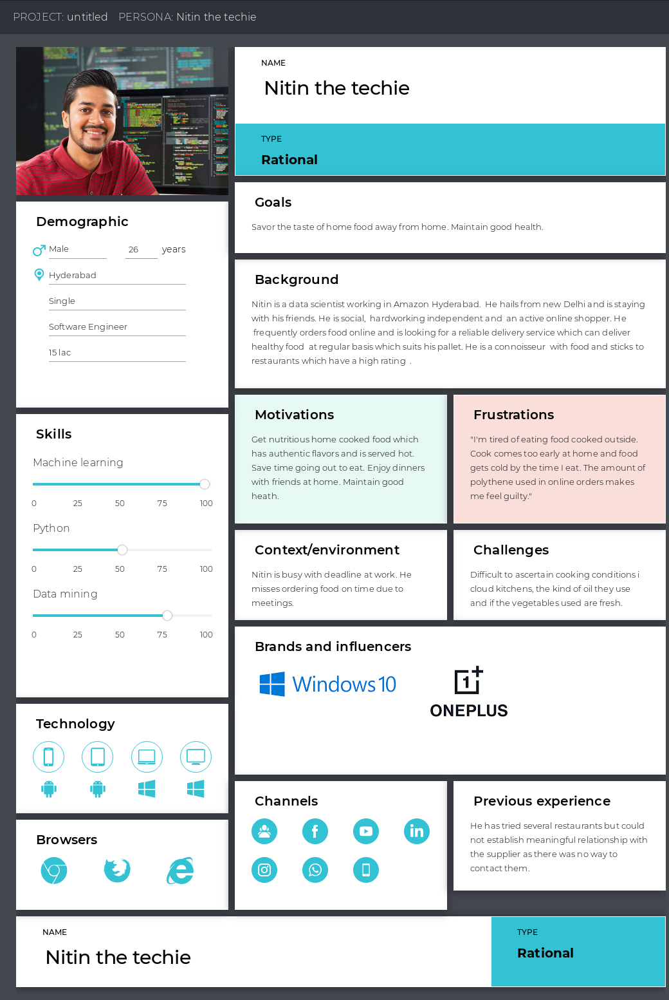 PROJECT: untitled PERSONA: Nitin the techie
NAME
Nitin the techie
TYPE
Rational
Demographic
Male 26 years
Hyderabad
Single
Software Engineer
15 lac
Goals
Savor the taste of home food away from home. Maintain good health.
Background
Nitin is a data scientist working in Amazon Hyderabad. He hails from new Delhi and is staying
with his friends. He is social, hardworking independent and an active online shopper. He
frequently orders food online and is looking for a reliable delivery service which can deliver
healthy food at regular basis which suits his pallet. He is a connoisseur with food and sticks to
restaurants which have a high rating .
Skills
Machine learning
0 25 50 75 100
Python
0 25 50 75 100
Data mining
0 25 50 75 100
Motivations
Get nutritious home cooked food which
has authentic flavors and is served hot.
Save time going out to eat. Enjoy dinners
with friends at home. Maintain good
heath.
Frustrations
"I'm tired of eating food cooked outside.
Cook comes too early at home and food
gets cold by the time I eat. The amount of
polythene used in online orders makes
me feel guilty."
Context/environment
Nitin is busy with deadline at work. He
misses ordering food on time due to
meetings.
Challenges
Difficult to ascertain cooking conditions i
cloud kitchens, the kind of oil they use
and if the vegetables used are fresh.
Brands and influencers
Windows 10
1+
ONEPLUS
Technology
Browsers
Channels
f
in
Previous experience
He has tried several restaurants but could
not establish meaningful relationship with
the supplier as there was no way to
contact them.
NAME
Nitin the techie
TYPE
Rational